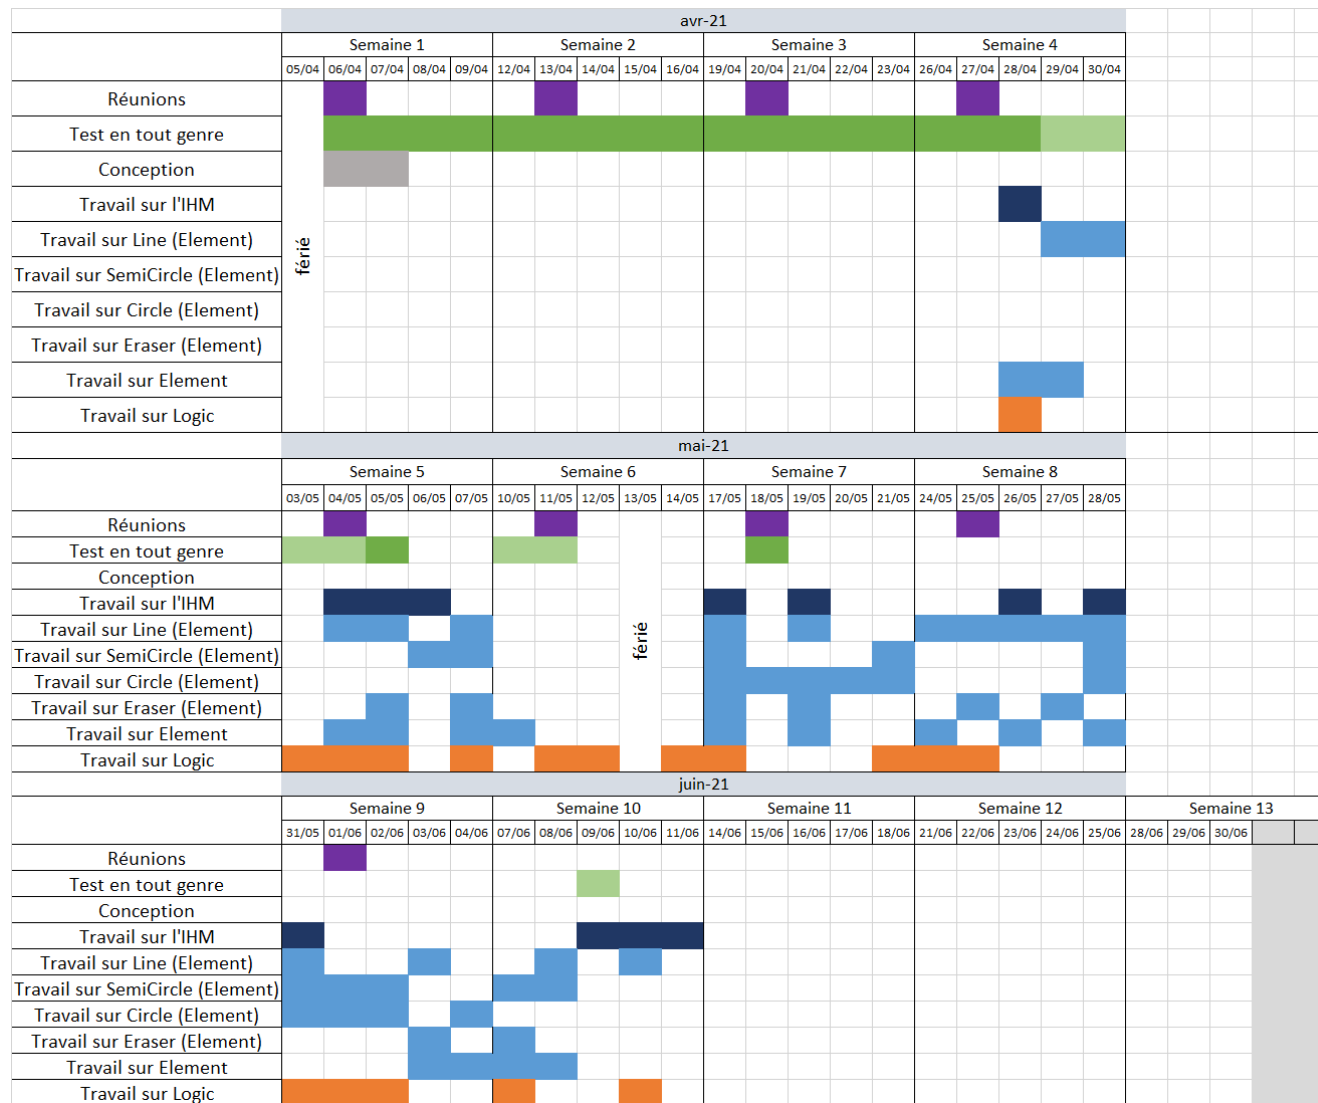 avr-21
Semaine 1 Semaine 2 Semaine 3 Semaine 4
05/04 06/04 07/04 08/04 09/04 12/04 13/04 14/04 15/04 16/04 19/04 20/04 21/04 22/04 23/04 26/04 27/04 28/04 29/04 30/04
Réunions
Test en tout genre
Conception
Travail sur l'IHM
Travail sur Line (Element)
férié
Travail sur SemiCircle (Element)
Travail sur Circle (Element)
Travail sur Eraser (Element)
Travail sur Element
Travail sur Logic
mai-21
Semaine 5 Semaine 6 Semaine 7 Semaine 8
03/05 04/05 05/05 06/05 07/05 10/05 11/05 12/05 13/05 14/05 17/05 18/05 19/05 20/05 21/05 24/05 25/05 26/05 27/05 28/05
Réunions
Test en tout genre
Conception
Travail sur l'IHM
Travail sur Line (Element)
férié
Travail sur SemiCircle (Element)
Travail sur Circle (Element)
Travail sur Eraser (Element)
Travail sur Element
Travail sur Logic
juin-21
Semaine 9 Semaine 10 Semaine 11 Semaine 12 Semaine 13
31/05 01/06 02/06 03/06 04/06 07/06 08/06 09/06 10/06 11/06 14/06 15/06 16/06 17/06 18/06 21/06 22/06 23/06 24/06 25/06 28/06 29/06 30/06
Réunions
Test en tout genre
Conception
Travail sur l'IHM
Travail sur Line (Element)
Travail sur SemiCircle (Element)
Travail sur Circle (Element)
Travail sur Eraser (Element)
Travail sur Element
Travail sur Logic